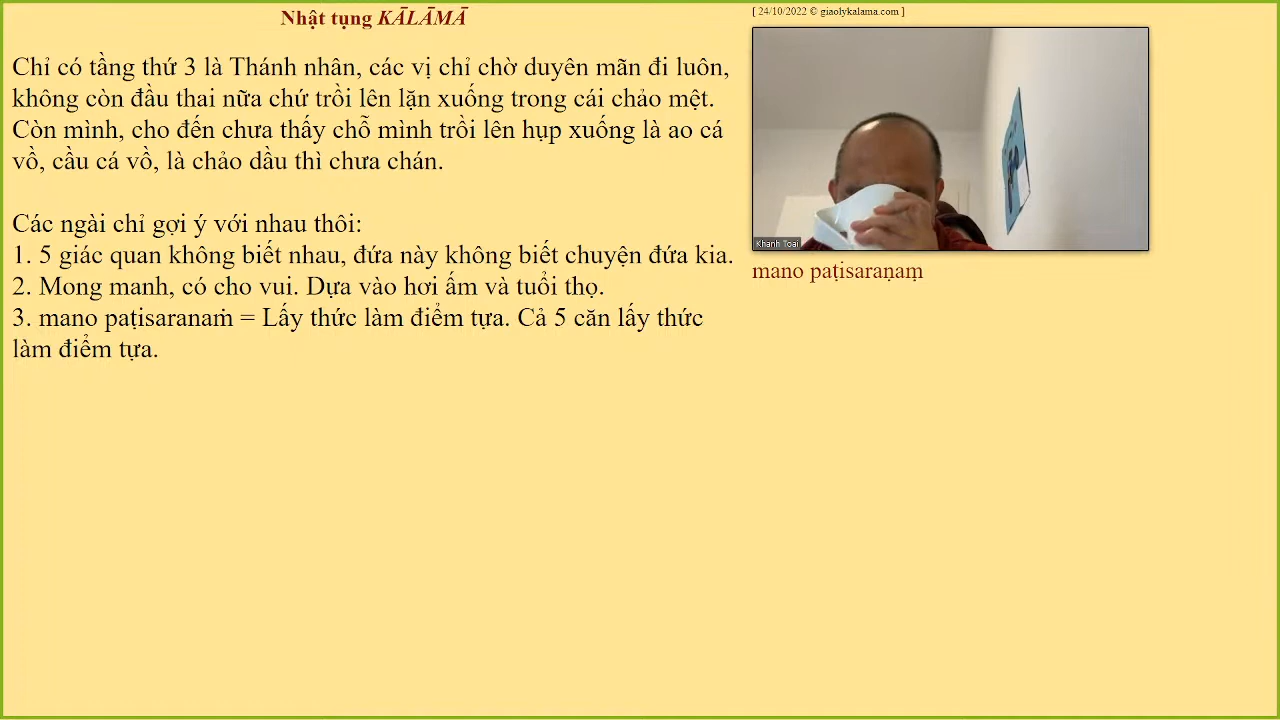 Nhật tụng KĀLĀMĀ
[ 24/10/2022 © giaolykalama.com ]
Chỉ có tầng thứ 3 là Thánh nhân, các vị chỉ chờ duyên mãn đi luôn,
không còn đầu thai nữa chứ trồi lên lặn xuống trong cái chảo mệt.
Còn mình, cho đến chưa thấy chỗ mình trồi lên hụp xuống là ao cá
vồ, cầu cá vồ, là chảo dầu thì chưa chán.
Các ngài chỉ gợi ý với nhau thôi:
1. 5 giác quan không biết nhau, đứa này không biết chuyện đứa kia.
2. Mong manh, có cho vui. Dựa vào hơi ấm và tuổi thọ.
3. mano paṭisaranaṁ = Lấy thức làm điểm tựa. Cả 5 căn lấy thức
làm điểm tựa.
Khanh Toai
mano paṭisaraṇaṃ